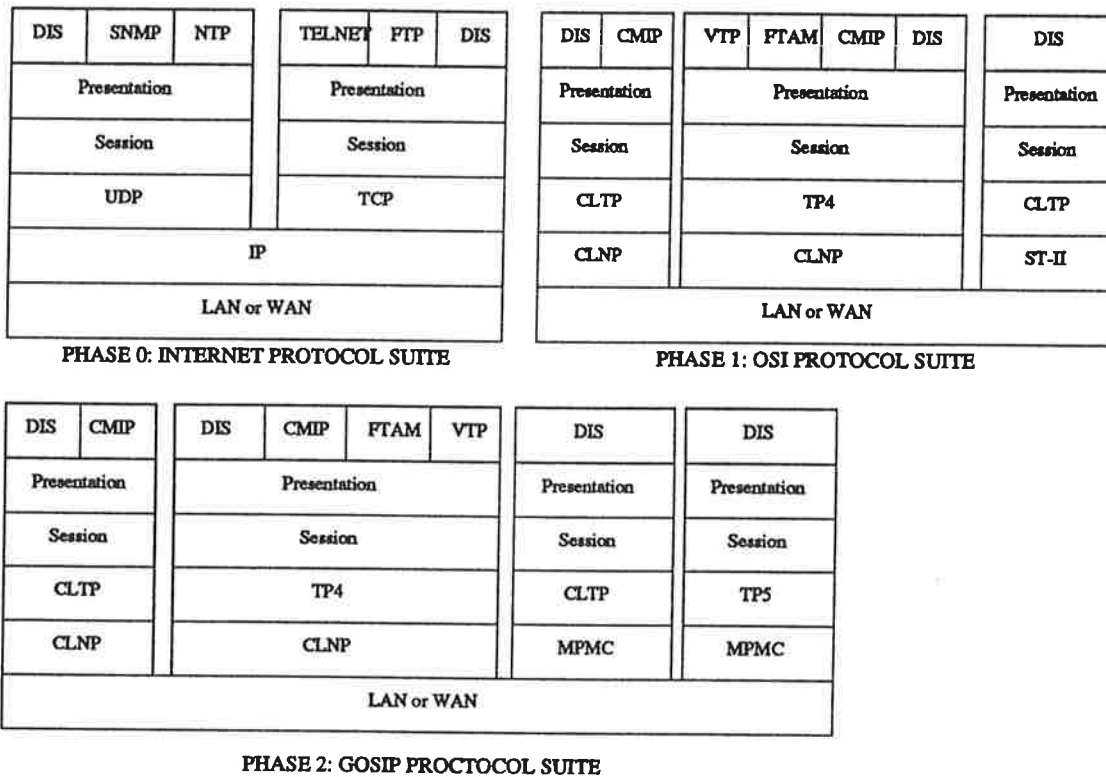 DIS SNMP NTP TELNET FTP DIS
Presentation Presentation
Session Session
UDP TCP
IP
LAN or WAN
PHASE 0: INTERNET PROTOCOL SUITE
DIS CMIP VTP FTAM CMIP DIS DIS
Presentation Presentation Presentation
Session Session Session
CLTP TP4 CLTP
CLNP CLNP ST-II
LAN or WAN
PHASE 1: OSI PROTOCOL SUITE
DIS CMIP DIS CMIP FTAM VTP DIS DIS
Presentation Presentation Presentation Presentation
Session Session Session Session
CLTP TP4 CLTP TP5
CLNP CLNP MPMC MPMC
LAN or WAN
PHASE 2: GOSIP PROCTOCOL SUITE